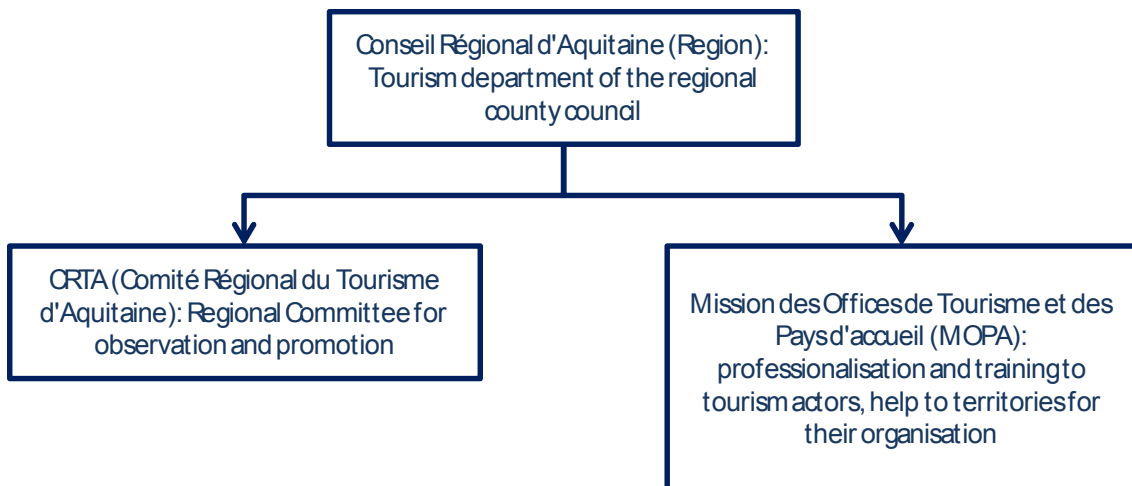 Conseil Régional d'Aquitaine (Region):
Tourism department of the regional
county council
CRTA (Comité Régional du Tourisme
d'Aquitaine): Regional Committee for
observation and promotion
Mission des Offices de Tourisme et des
Pays d'accueil (MOPA):
professionalisation and training to
tourism actors, help to territories for
their organisation